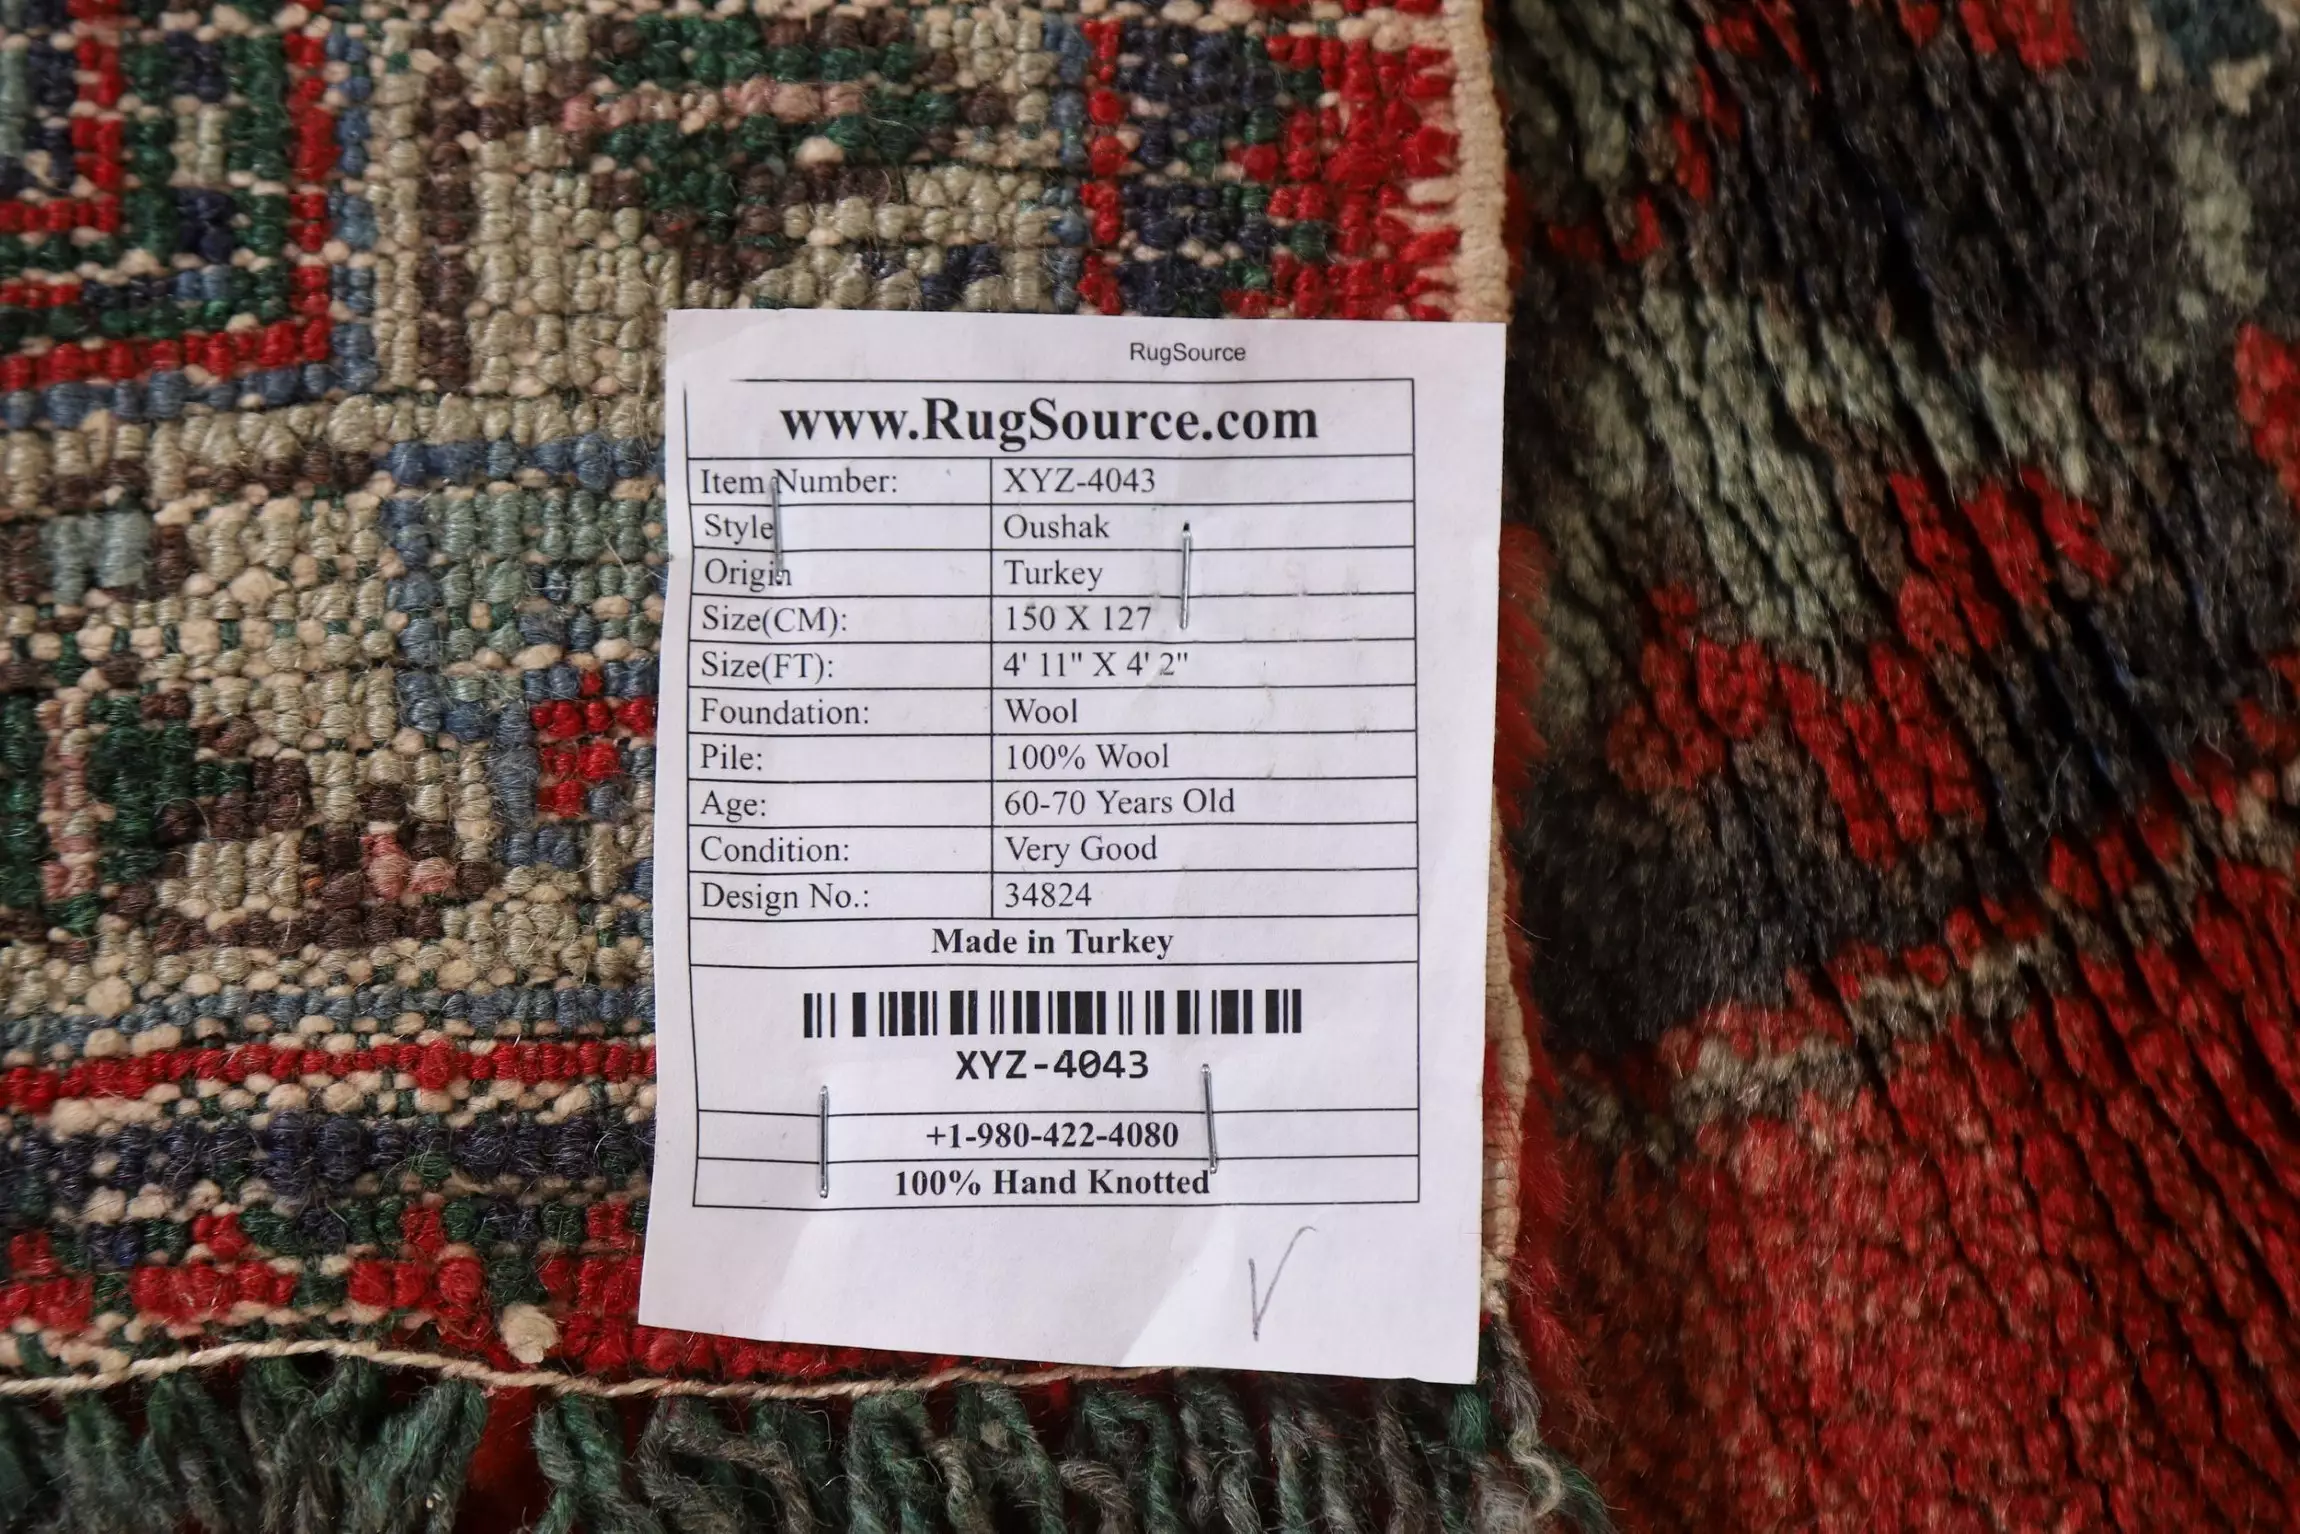 RugSource
www.RugSource.com
Item Number: XYZ-4043
Style Oushak
Origin Turkey
Size(CM): 150 X 127
Size(FT): 4' 11" X 4' 2"
Foundation: Wool
Pile: 100% Wool
Age: 60-70 Years Old
Condition: Very Good
Design No.: 34824
Made in Turkey
XYZ-4043
+1-980-422-4080
100% Hand Knotted